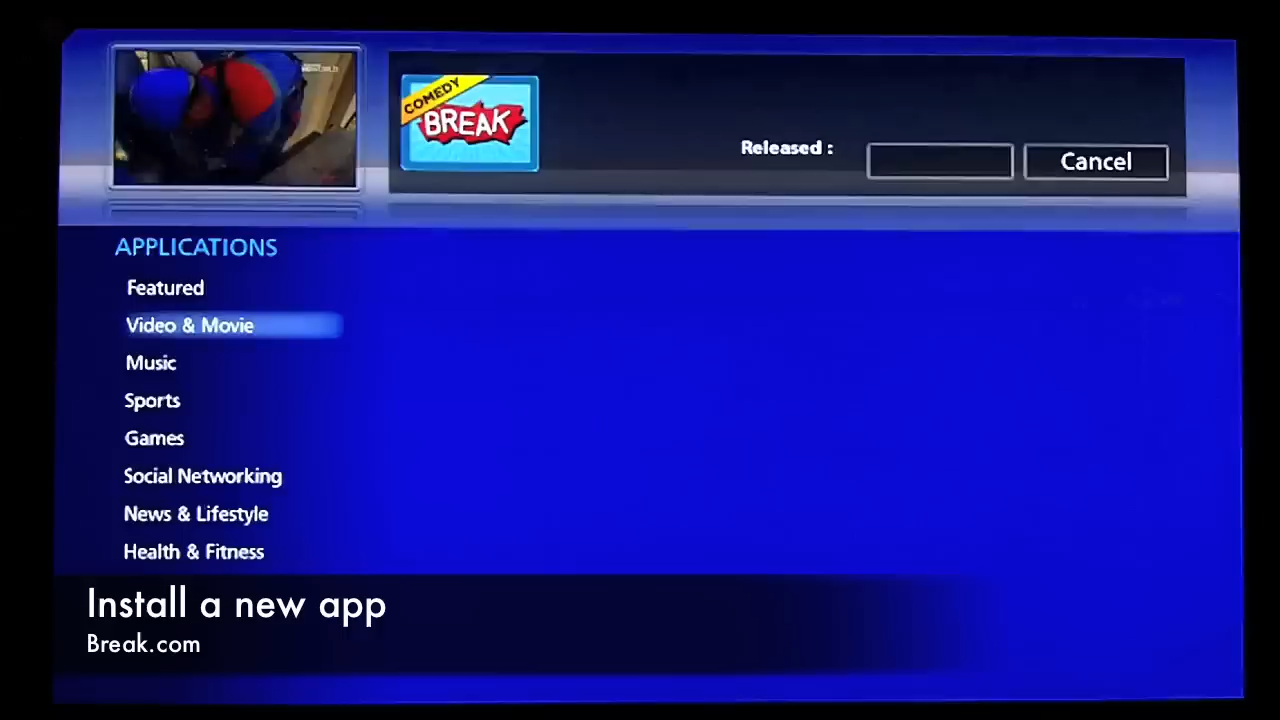 COMEDY
BREAK
Released :
Cancel
APPLICATIONS
Featured
Video & Movie
Music
Sports
Games
Social Networking
News & Lifestyle
Health & Fitness
Install a new app
Break.com